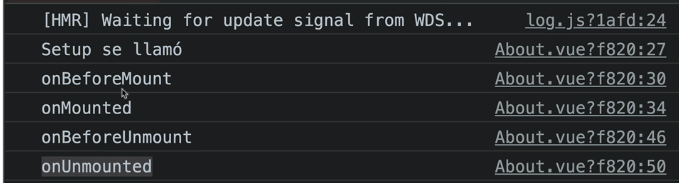 [HMR] Waiting for update signal from WDS... log.js?1afd:24
Setup se llamó About.vue?f820:27
onBeforeMount About.vue?f820:30
onMounted About.vue?f820:34
onBeforeUnmount About.vue?f820:46
onUnmounted About.vue?f820:50